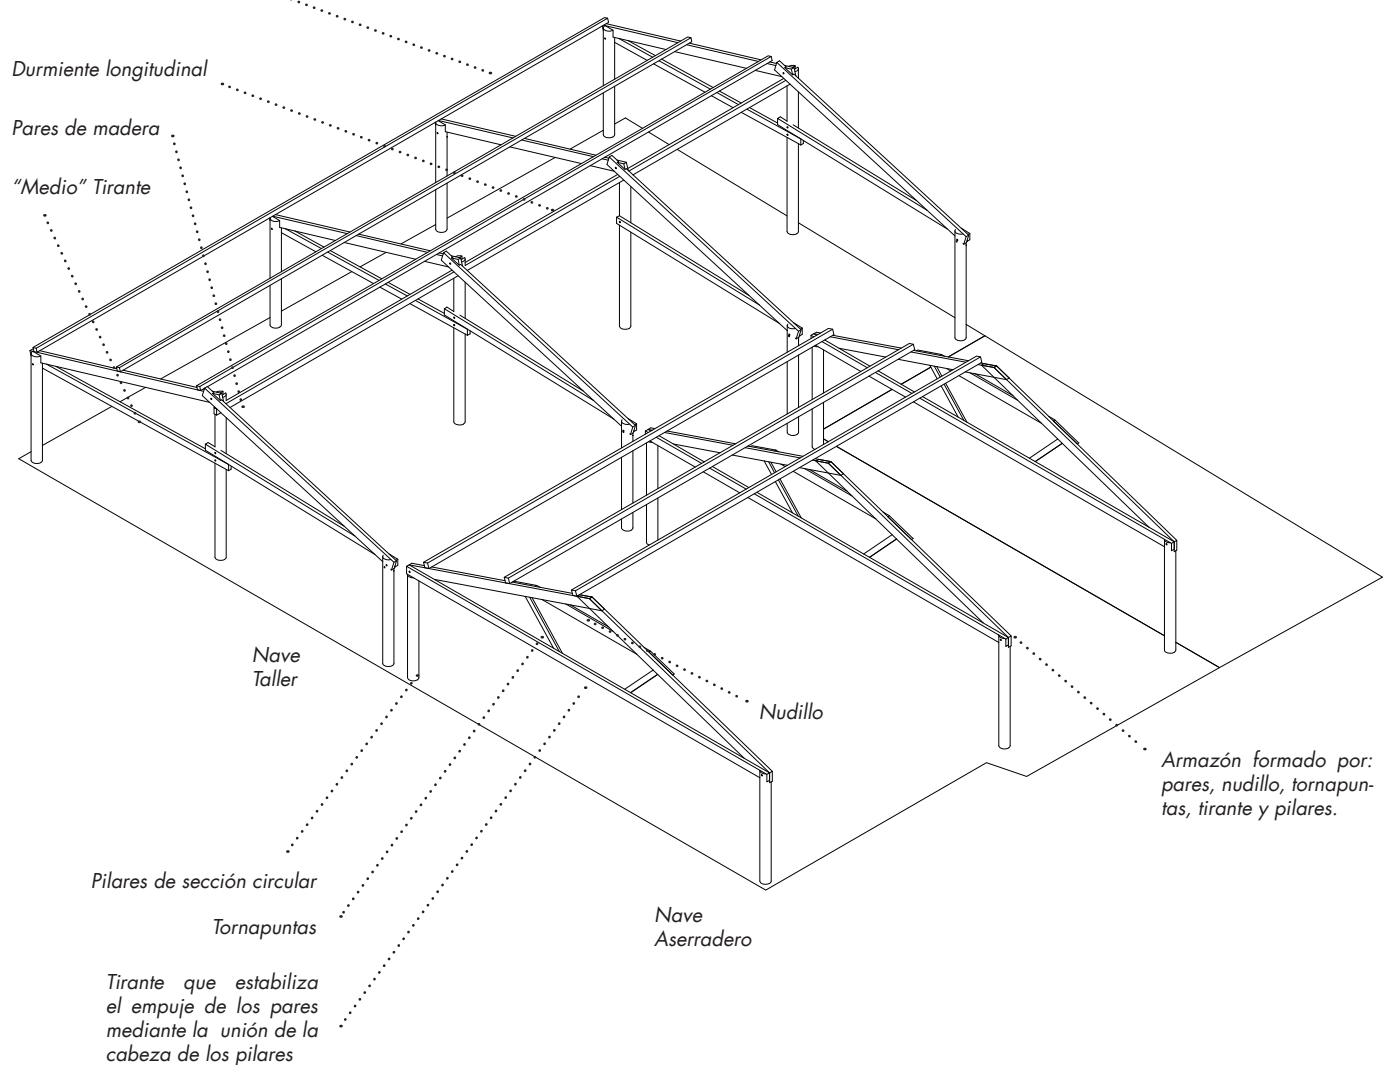 Durmiente longitudinal
Pares de madera
“Medio” Tirante
Nave
Taller
Nudillo
Armazón formado por:
pares, nudillo, tornapun-
tas, tirante y pilares.
Pilares de sección circular
Tornapuntas
Nave
Aserradero
Tirante que estabiliza
el empuje de los pares
mediante la unión de la
cabeza de los pilares